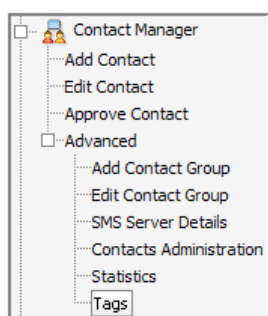 Contact Manager
Add Contact
Edit Contact
Approve Contact
Advanced
Add Contact Group
Edit Contact Group
SMS Server Details
Contacts Administration
Statistics
Tags